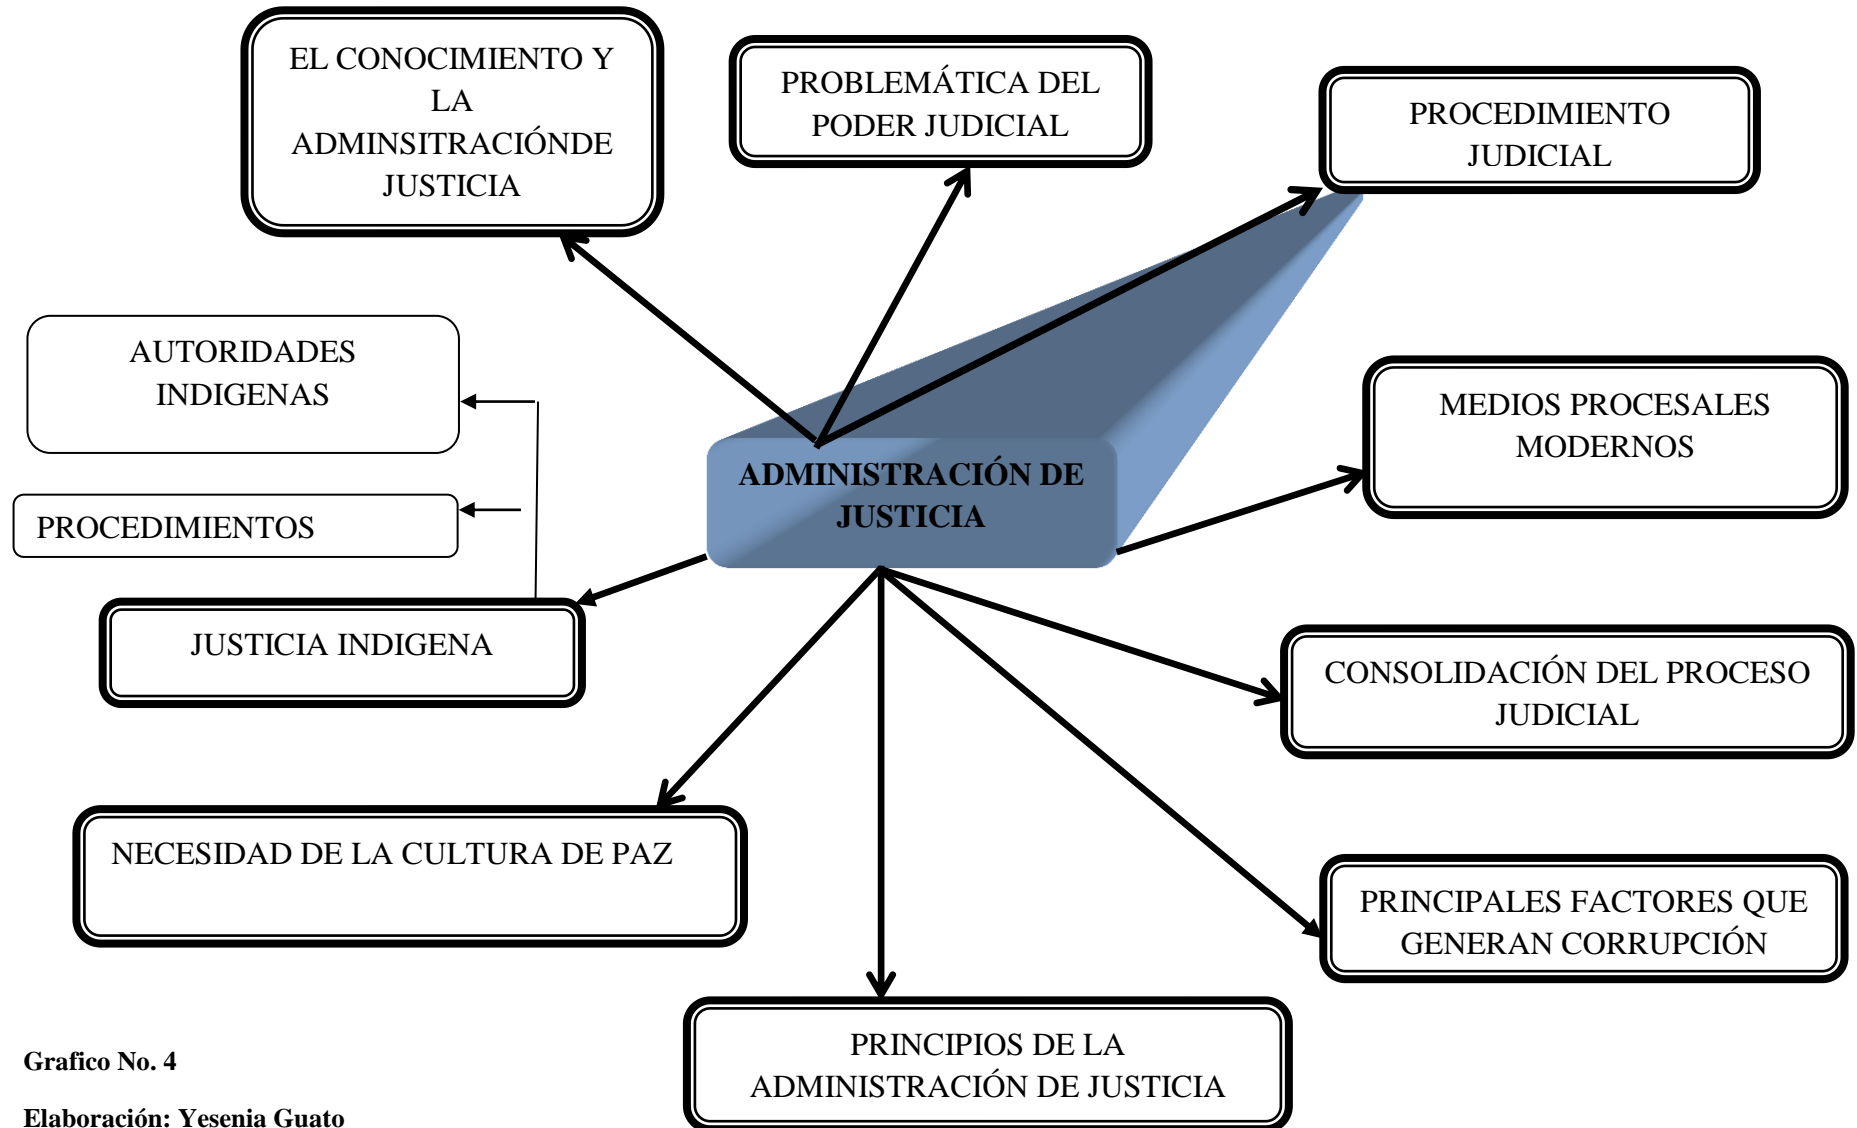 EL CONOCIMIENTO Y
LA
ADMINSITRACIÓNDE
JUSTICIA
PROBLEMÁTICA DEL
PODER JUDICIAL
PROCEDIMIENTO
JUDICIAL
AUTORIDADES
INDIGENAS
MEDIOS PROCESALES
MODERNOS
ADMINISTRACIÓN DE
JUSTICIA
PROCEDIMIENTOS
JUSTICIA INDIGENA
CONSOLIDACIÓN DEL PROCESO
JUDICIAL
NECESIDAD DE LA CULTURA DE PAZ
PRINCIPALES FACTORES QUE
GENERAN CORRUPCIÓN
PRINCIPIOS DE LA
ADMINISTRACIÓN DE JUSTICIA
Grafico No. 4
Elaboración: Yesenia Guato